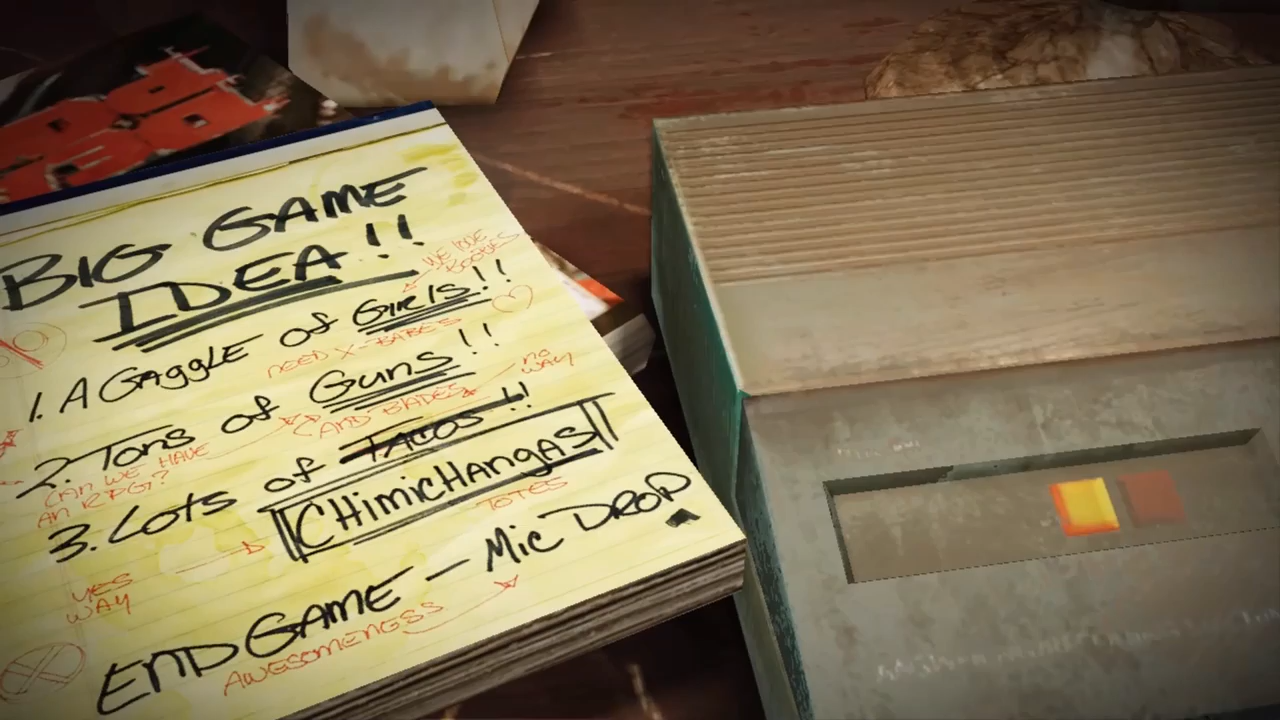 BIG GAME
IDEA!!
WE LOVE
1. A GAggLE of GirLS!!
NEED X-BABES
2. Tons of Guns!!
NO
WAY
CAN WE HAVE
AN RPG?
(AND BLADES
3. Lots of TACOS!!
CHimicHangaS
TOTES
YES
WAY
END GAME – Mic DROP
AWESOMENESS